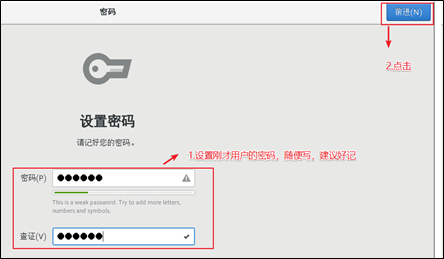 密码
前进(N)
2.点击
设置密码
请记好您的密码。
1.设置刚才用户的密码，随便写，建议好记
密码(P)
This is a weak password. Try to add more letters,
numbers and symbols.
查证(V)